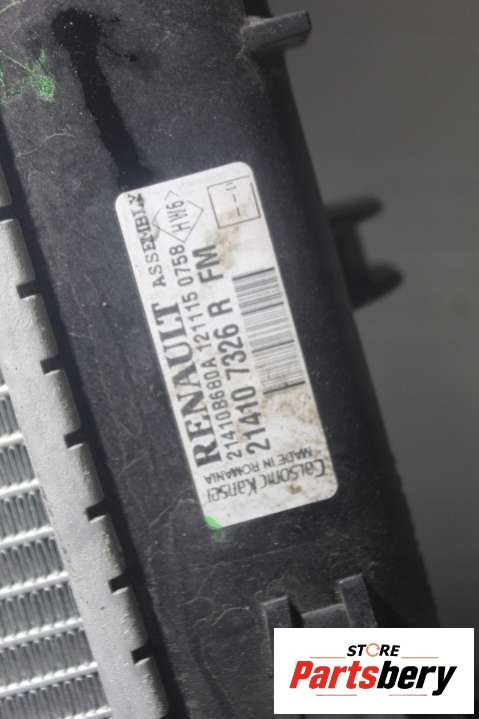 RENAULT ASSEMBLY
21410B680A 121115 0758 HW6
21410 7326 R FM
Calsonic Kansei
MADE IN ROMANIA
STORE
Partsbery